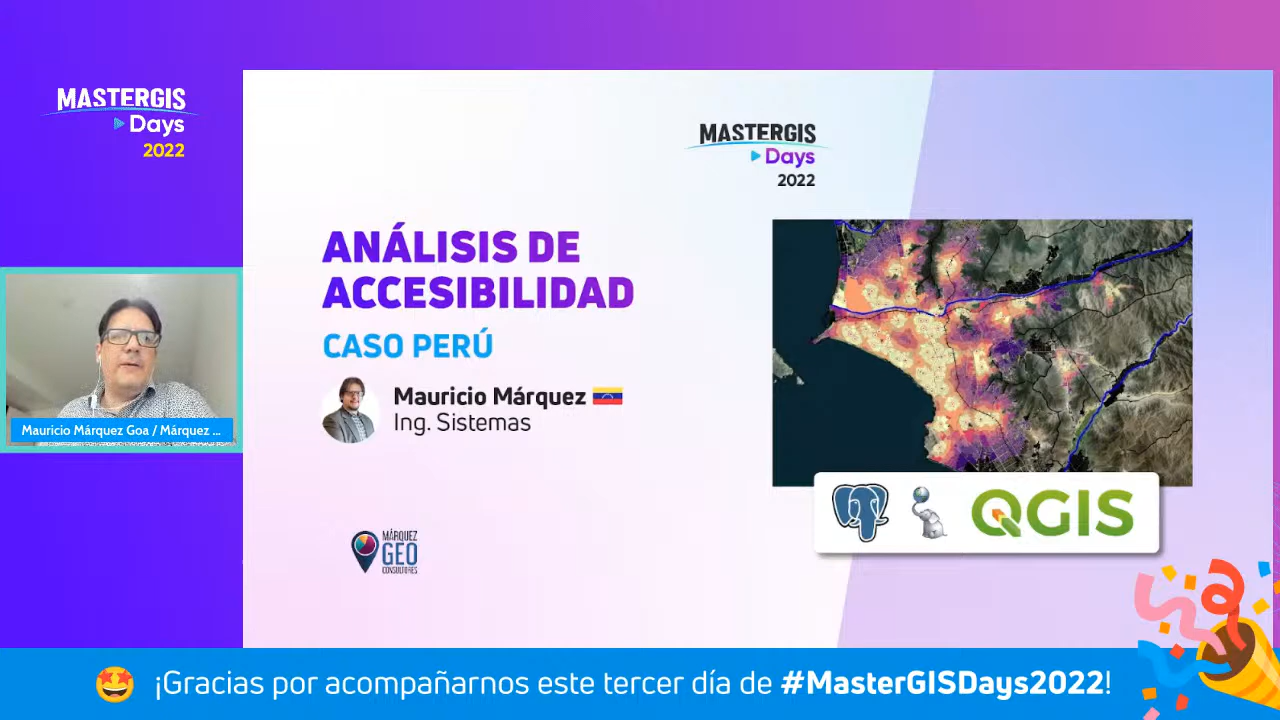 MASTERGIS
Days
2022
MASTERGIS
Days
2022
ANÁLISIS DE
ACCESIBILIDAD
CASO PERÚ
Mauricio Márquez
Ing. Sistemas
Mauricio Márquez Goa / Márquez ...
QGIS
MÁRQUEZ
GEO
CONSULTORES
¡Gracias por acompañarnos este tercer día de #MasterGISDays2022!